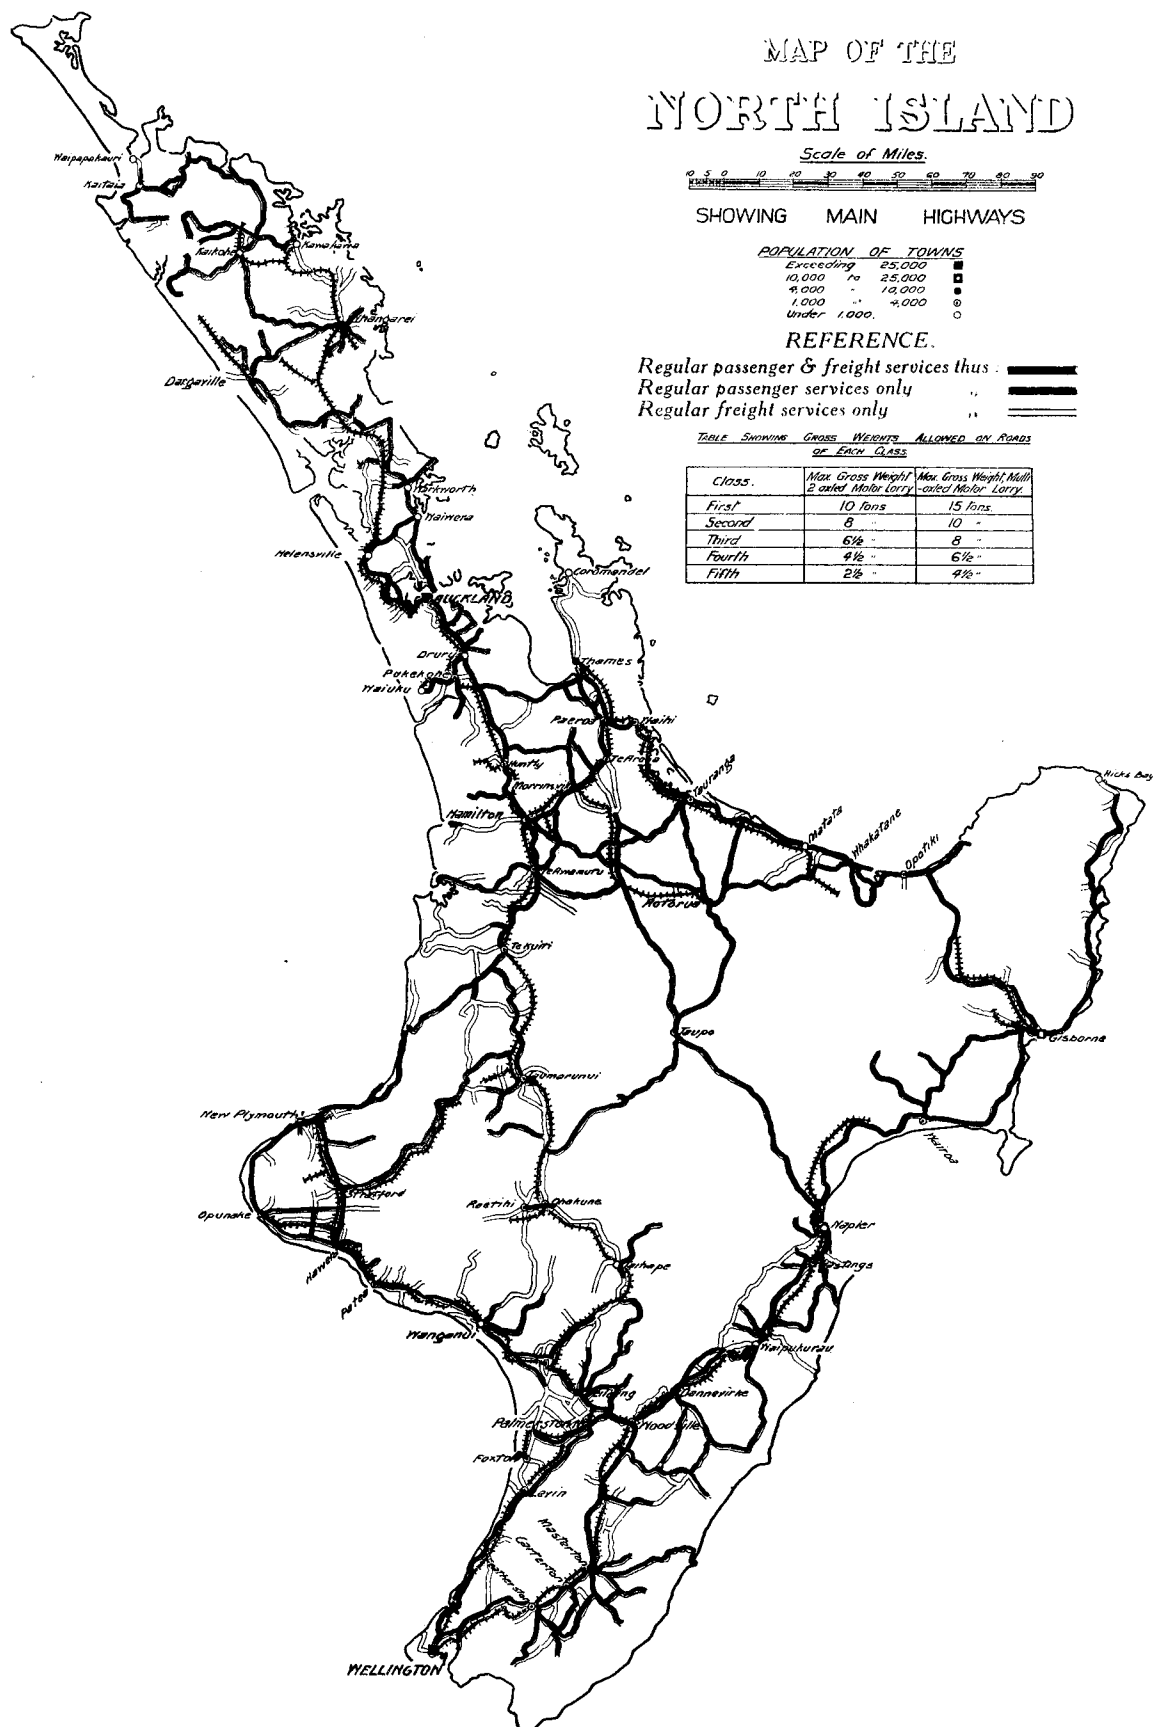 MAP OF THE
NORTH ISLAND
Scale of Miles.
10 5 0 10 20 30 40 50 60 70 80 90
SHOWING MAIN HIGHWAYS
POPULATION OF TOWNS
Exceeding 25,000
10,000 to 25,000
4,000 " 10,000
1,000 " 4,000
Under 1,000.
REFERENCE.
Regular passenger & freight services thus :
Regular passenger services only "
Regular freight services only "
TABLE SHOWING GROSS WEIGHTS ALLOWED ON ROADS
OF EACH CLASS
Class. Max. Gross Weight 2 axled Motor Lorry Max. Gross Weight, Multi-axled Motor Lorry.
First 10 Tons 15 Tons.
Second 8 " 10 "
Third 6½ " 8 "
Fourth 4½ " 6½ "
Fifth 2½ " 4½ "
Waipapakauri
Kaitaia
Kawakawa
Kaikohe
Whangarei
Dargaville
Warkworth
Waiwera
Helensville
Coromandel
AUCKLAND
Drury
Thames
Pukekohe
Waiuku
Paeroa
Waihi
Huntly
Te Aroha
Morrinsville
Tauranga
Hicks Bay
Hamilton
Matata
Whakatane
Opotiki
Te Awamutu
Rotorua
Te Kuiti
Taupo
Gisborne
Taumarunui
New Plymouth
Wairoa
Stratford
Raetihi
Ohakune
Opunake
Napier
Hawera
Taihape
Hastings
Patea
Wanganui
Waipukurau
Feilding
Dannevirke
Palmerston N
Woodville
Foxton
Levin
Masterton
Carterton
Featherston
WELLINGTON